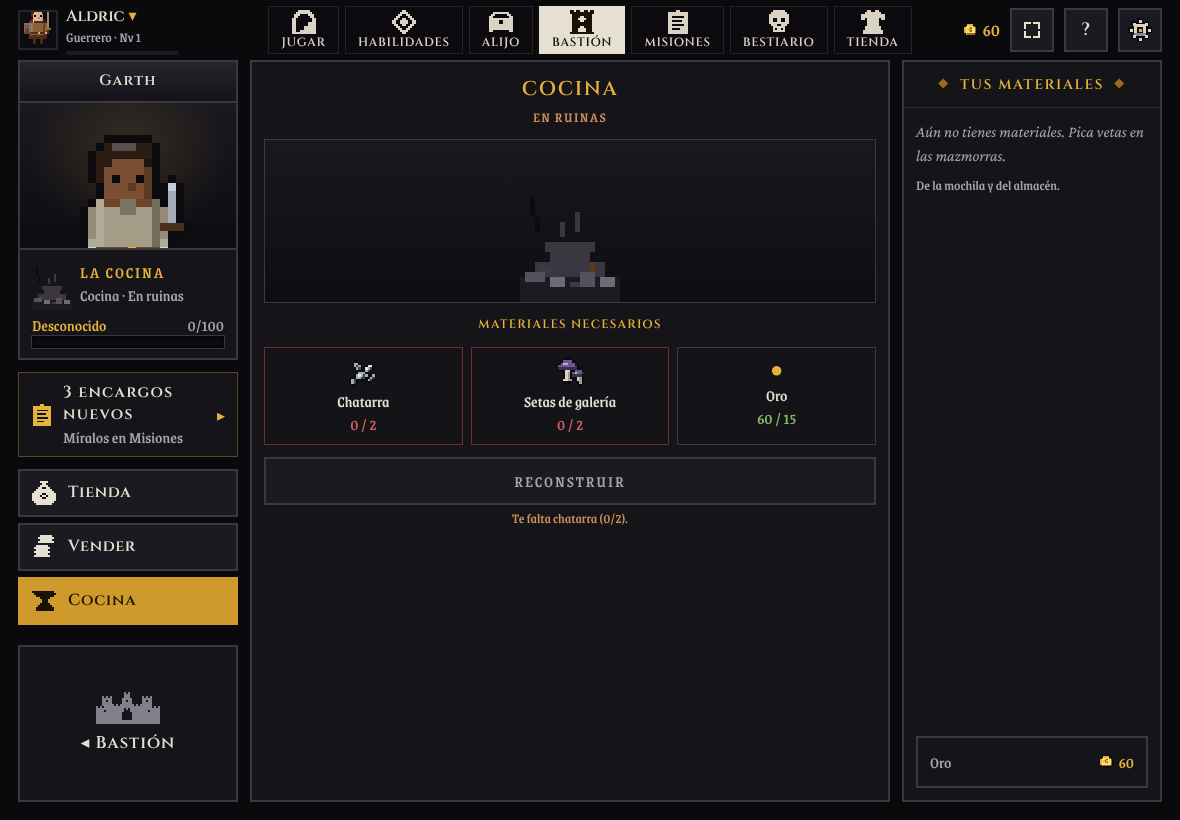 Aldric ▾
Guerrero · Nv 1
JUGAR
HABILIDADES
ALIJO
BASTIÓN
MISIONES
BESTIARIO
TIENDA
60
?
Garth
LA COCINA
Cocina · En ruinas
Desconocido 0/100
3 ENCARGOS
NUEVOS
Míralos en Misiones
▸
Tienda
Vender
Cocina
◂ Bastión
COCINA
EN RUINAS
MATERIALES NECESARIOS
Chatarra
0 / 2
Setas de galería
0 / 2
Oro
60 / 15
RECONSTRUIR
Te falta chatarra (0/2).
◆ TUS MATERIALES ◆
Aún no tienes materiales. Pica vetas en
las mazmorras.
De la mochila y del almacén.
Oro 60